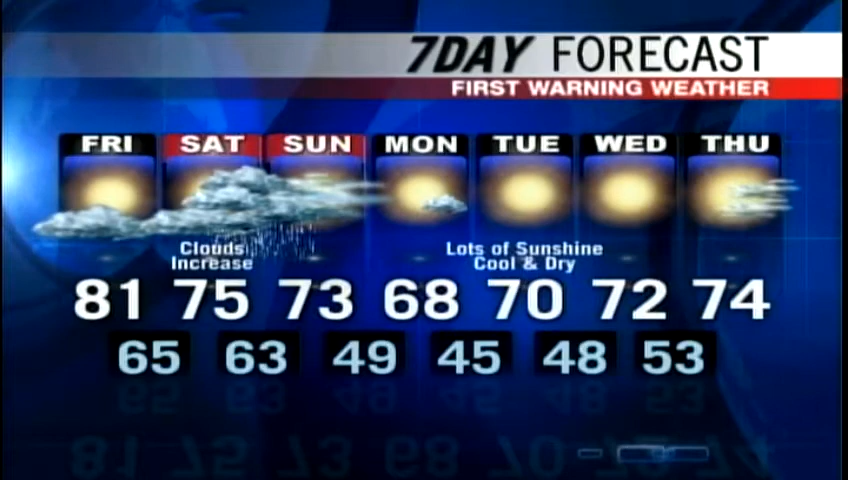 7DAY FORECAST
FIRST WARNING WEATHER
FRI SAT SUN MON TUE WED THU
Clouds Increase
Lots of Sunshine Cool & Dry
81 75 73 68 70 72 74
65 63 49 45 48 53